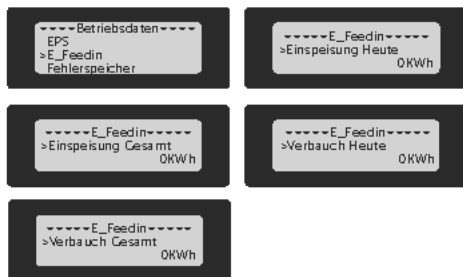 ----Betriebsdaten----
EPS
>E_Feedin
Fehlerspeicher
-----E_Feedin-----
>Einspeisung Heute
0KWh
-----E_Feedin-----
>Einspeisung Gesamt
0KWh
-----E_Feedin-----
>Verbauch Heute
0KWh
-----E_Feedin-----
>Verbauch Gesamt
0KWh